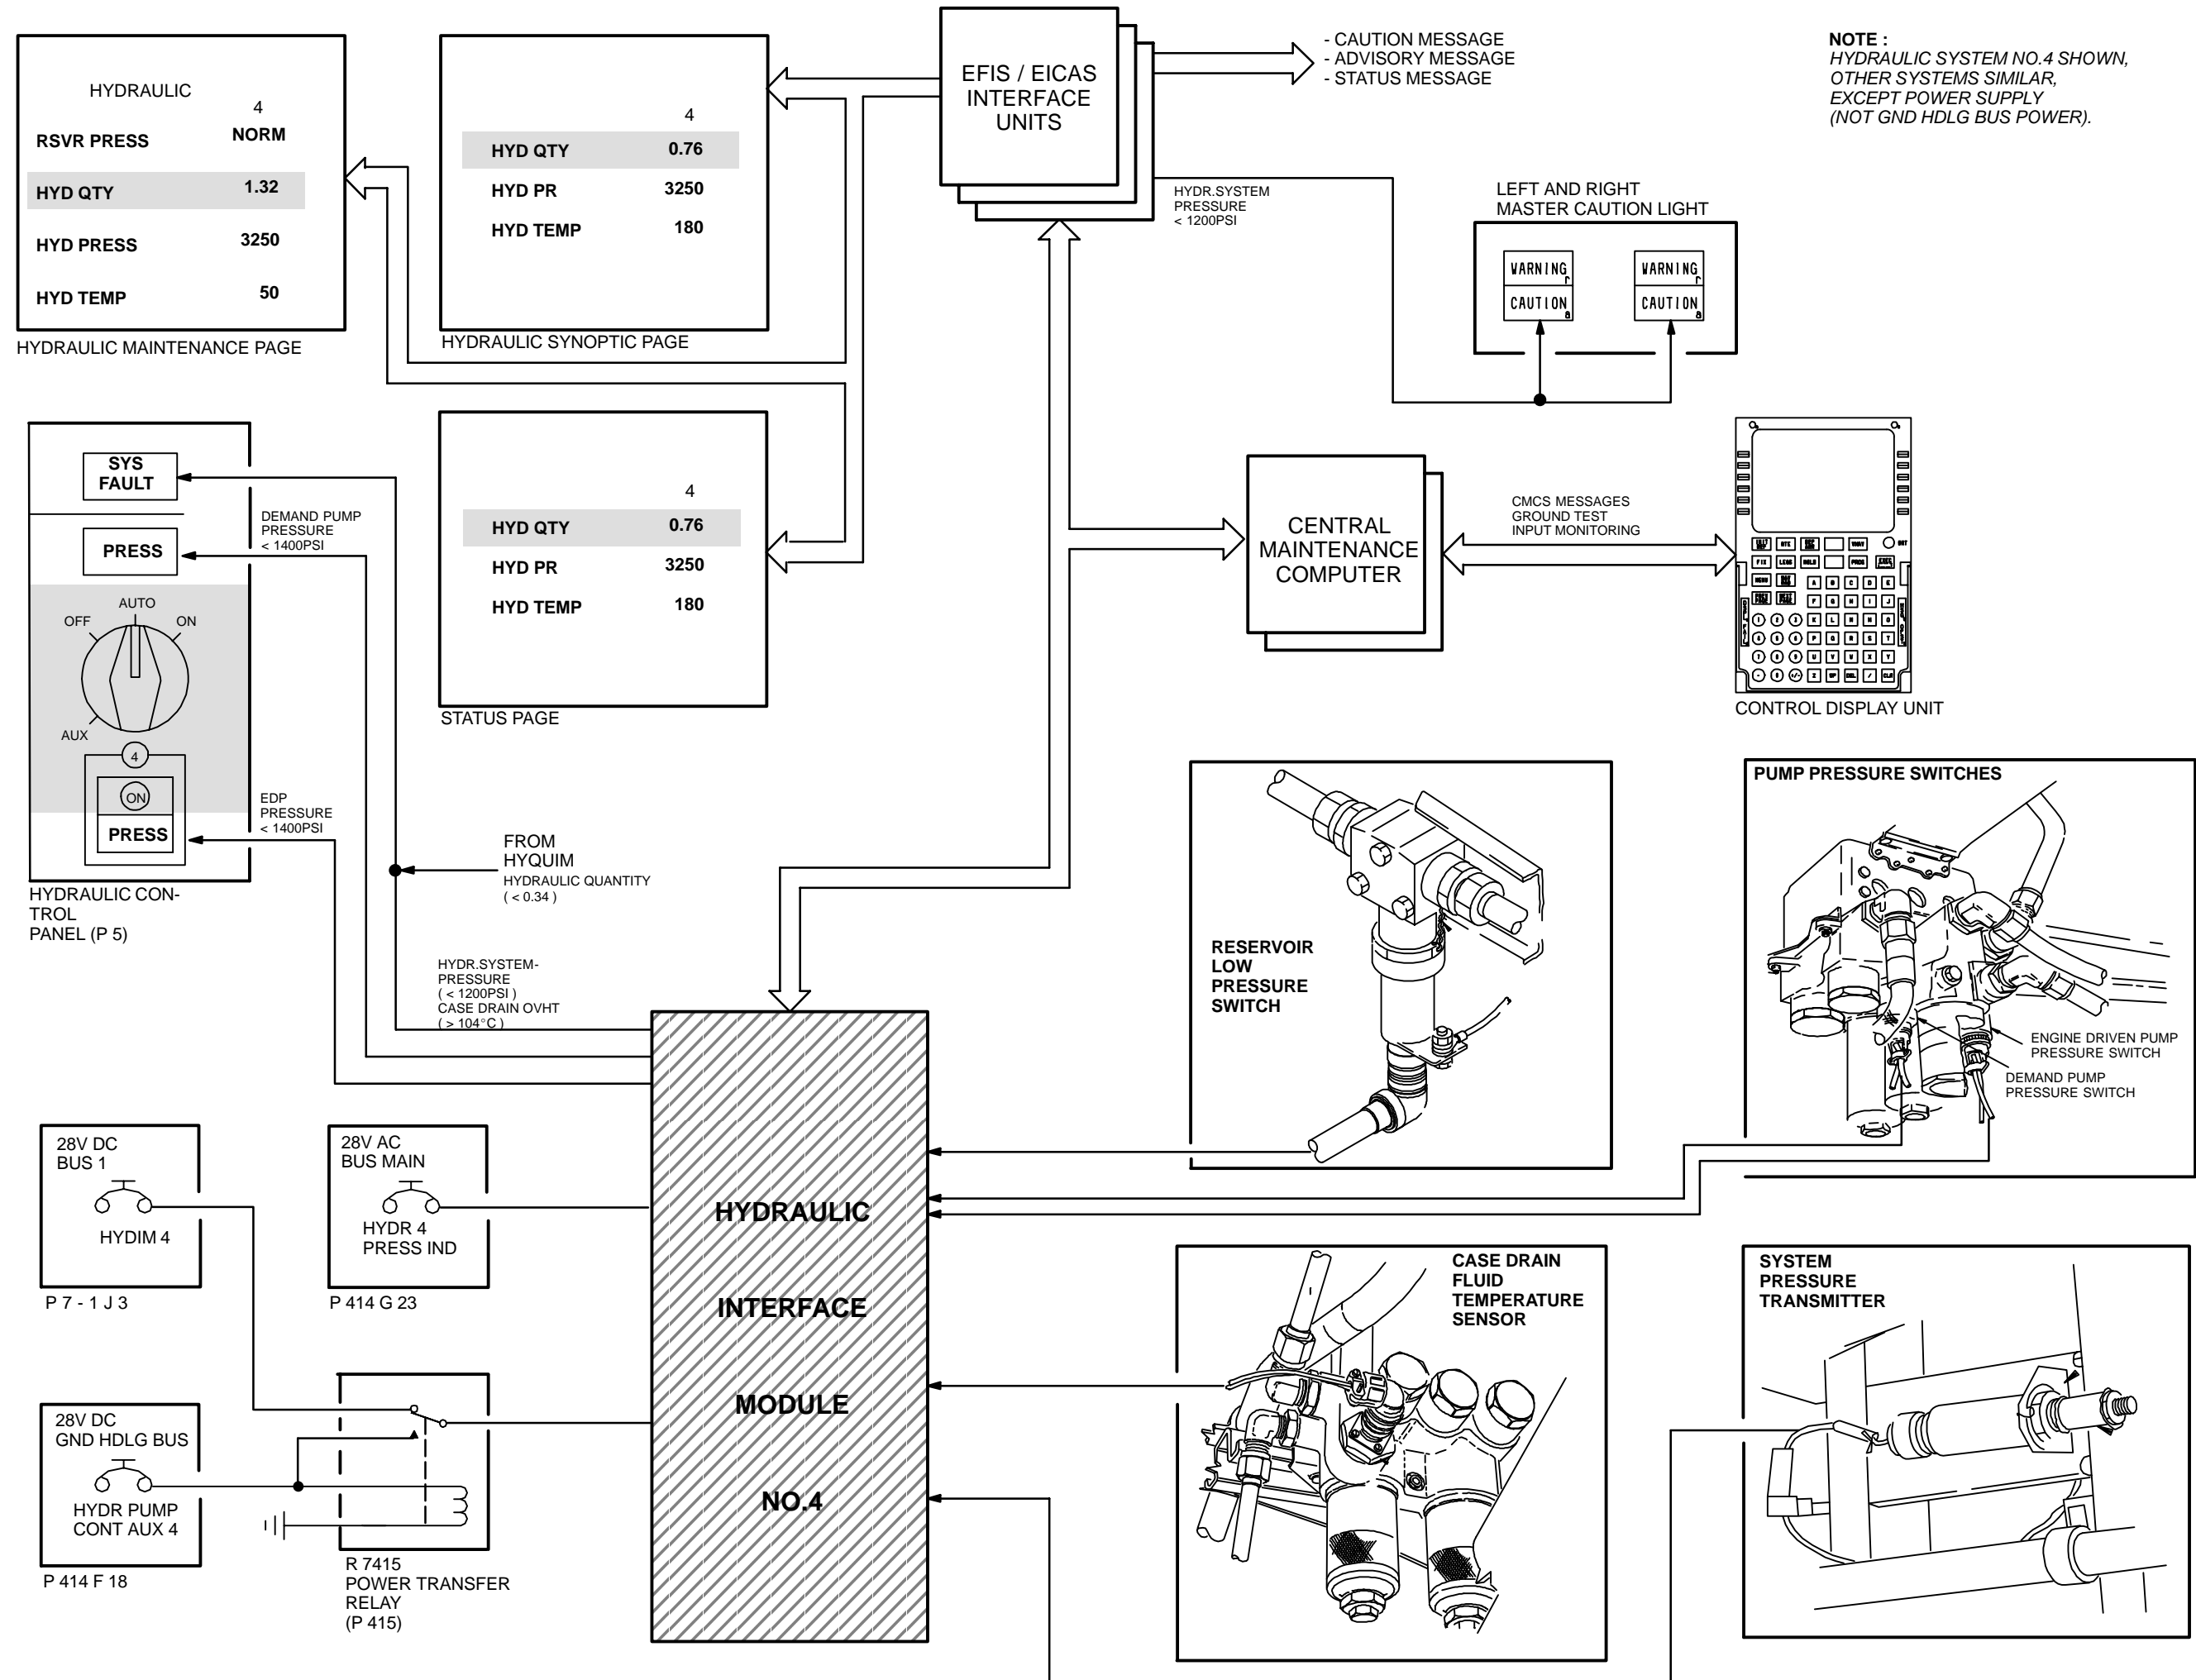 HYDRAULIC
4
RSVR PRESS NORM
HYD QTY 1.32
HYD PRESS 3250
HYD TEMP 50
HYDRAULIC MAINTENANCE PAGE
4
HYD QTY 0.76
HYD PR 3250
HYD TEMP 180
HYDRAULIC SYNOPTIC PAGE
EFIS / EICAS
INTERFACE
UNITS
- CAUTION MESSAGE
- ADVISORY MESSAGE
- STATUS MESSAGE
NOTE :
HYDRAULIC SYSTEM NO.4 SHOWN,
OTHER SYSTEMS SIMILAR,
EXCEPT POWER SUPPLY
(NOT GND HDLG BUS POWER).
HYDR.SYSTEM
PRESSURE
< 1200PSI
LEFT AND RIGHT
MASTER CAUTION LIGHT
WARNING r
CAUTION a
WARNING r
CAUTION a
SYS
FAULT
PRESS
DEMAND PUMP
PRESSURE
< 1400PSI
AUTO
OFF
ON
AUX
4
ON
PRESS
EDP
PRESSURE
< 1400PSI
HYDRAULIC CON-
TROL
PANEL (P 5)
4
HYD QTY 0.76
HYD PR 3250
HYD TEMP 180
STATUS PAGE
CENTRAL
MAINTENANCE
COMPUTER
CMCS MESSAGES
GROUND TEST
INPUT MONITORING
CONTROL DISPLAY UNIT
FROM
HYQUIM
HYDRAULIC QUANTITY
( < 0.34 )
HYDR.SYSTEM-
PRESSURE
( < 1200PSI )
CASE DRAIN OVHT
( > 104°C )
RESERVOIR
LOW
PRESSURE
SWITCH
PUMP PRESSURE SWITCHES
ENGINE DRIVEN PUMP
PRESSURE SWITCH
DEMAND PUMP
PRESSURE SWITCH
28V DC
BUS 1
HYDIM 4
P 7 - 1 J 3
28V AC
BUS MAIN
HYDR 4
PRESS IND
P 414 G 23
28V DC
GND HDLG BUS
HYDR PUMP
CONT AUX 4
P 414 F 18
R 7415
POWER TRANSFER
RELAY
(P 415)
HYDRAULIC
INTERFACE
MODULE
NO.4
CASE DRAIN
FLUID
TEMPERATURE
SENSOR
SYSTEM
PRESSURE
TRANSMITTER